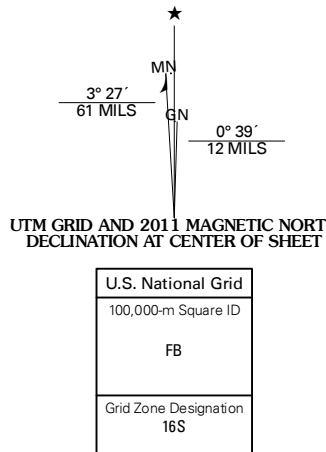 ★
MN
3° 27´
61 MILS
GN
0° 39´
12 MILS
UTM GRID AND 2011 MAGNETIC NORT
DECLINATION AT CENTER OF SHEET
U.S. National Grid
100,000-m Square ID
FB
Grid Zone Designation
16S